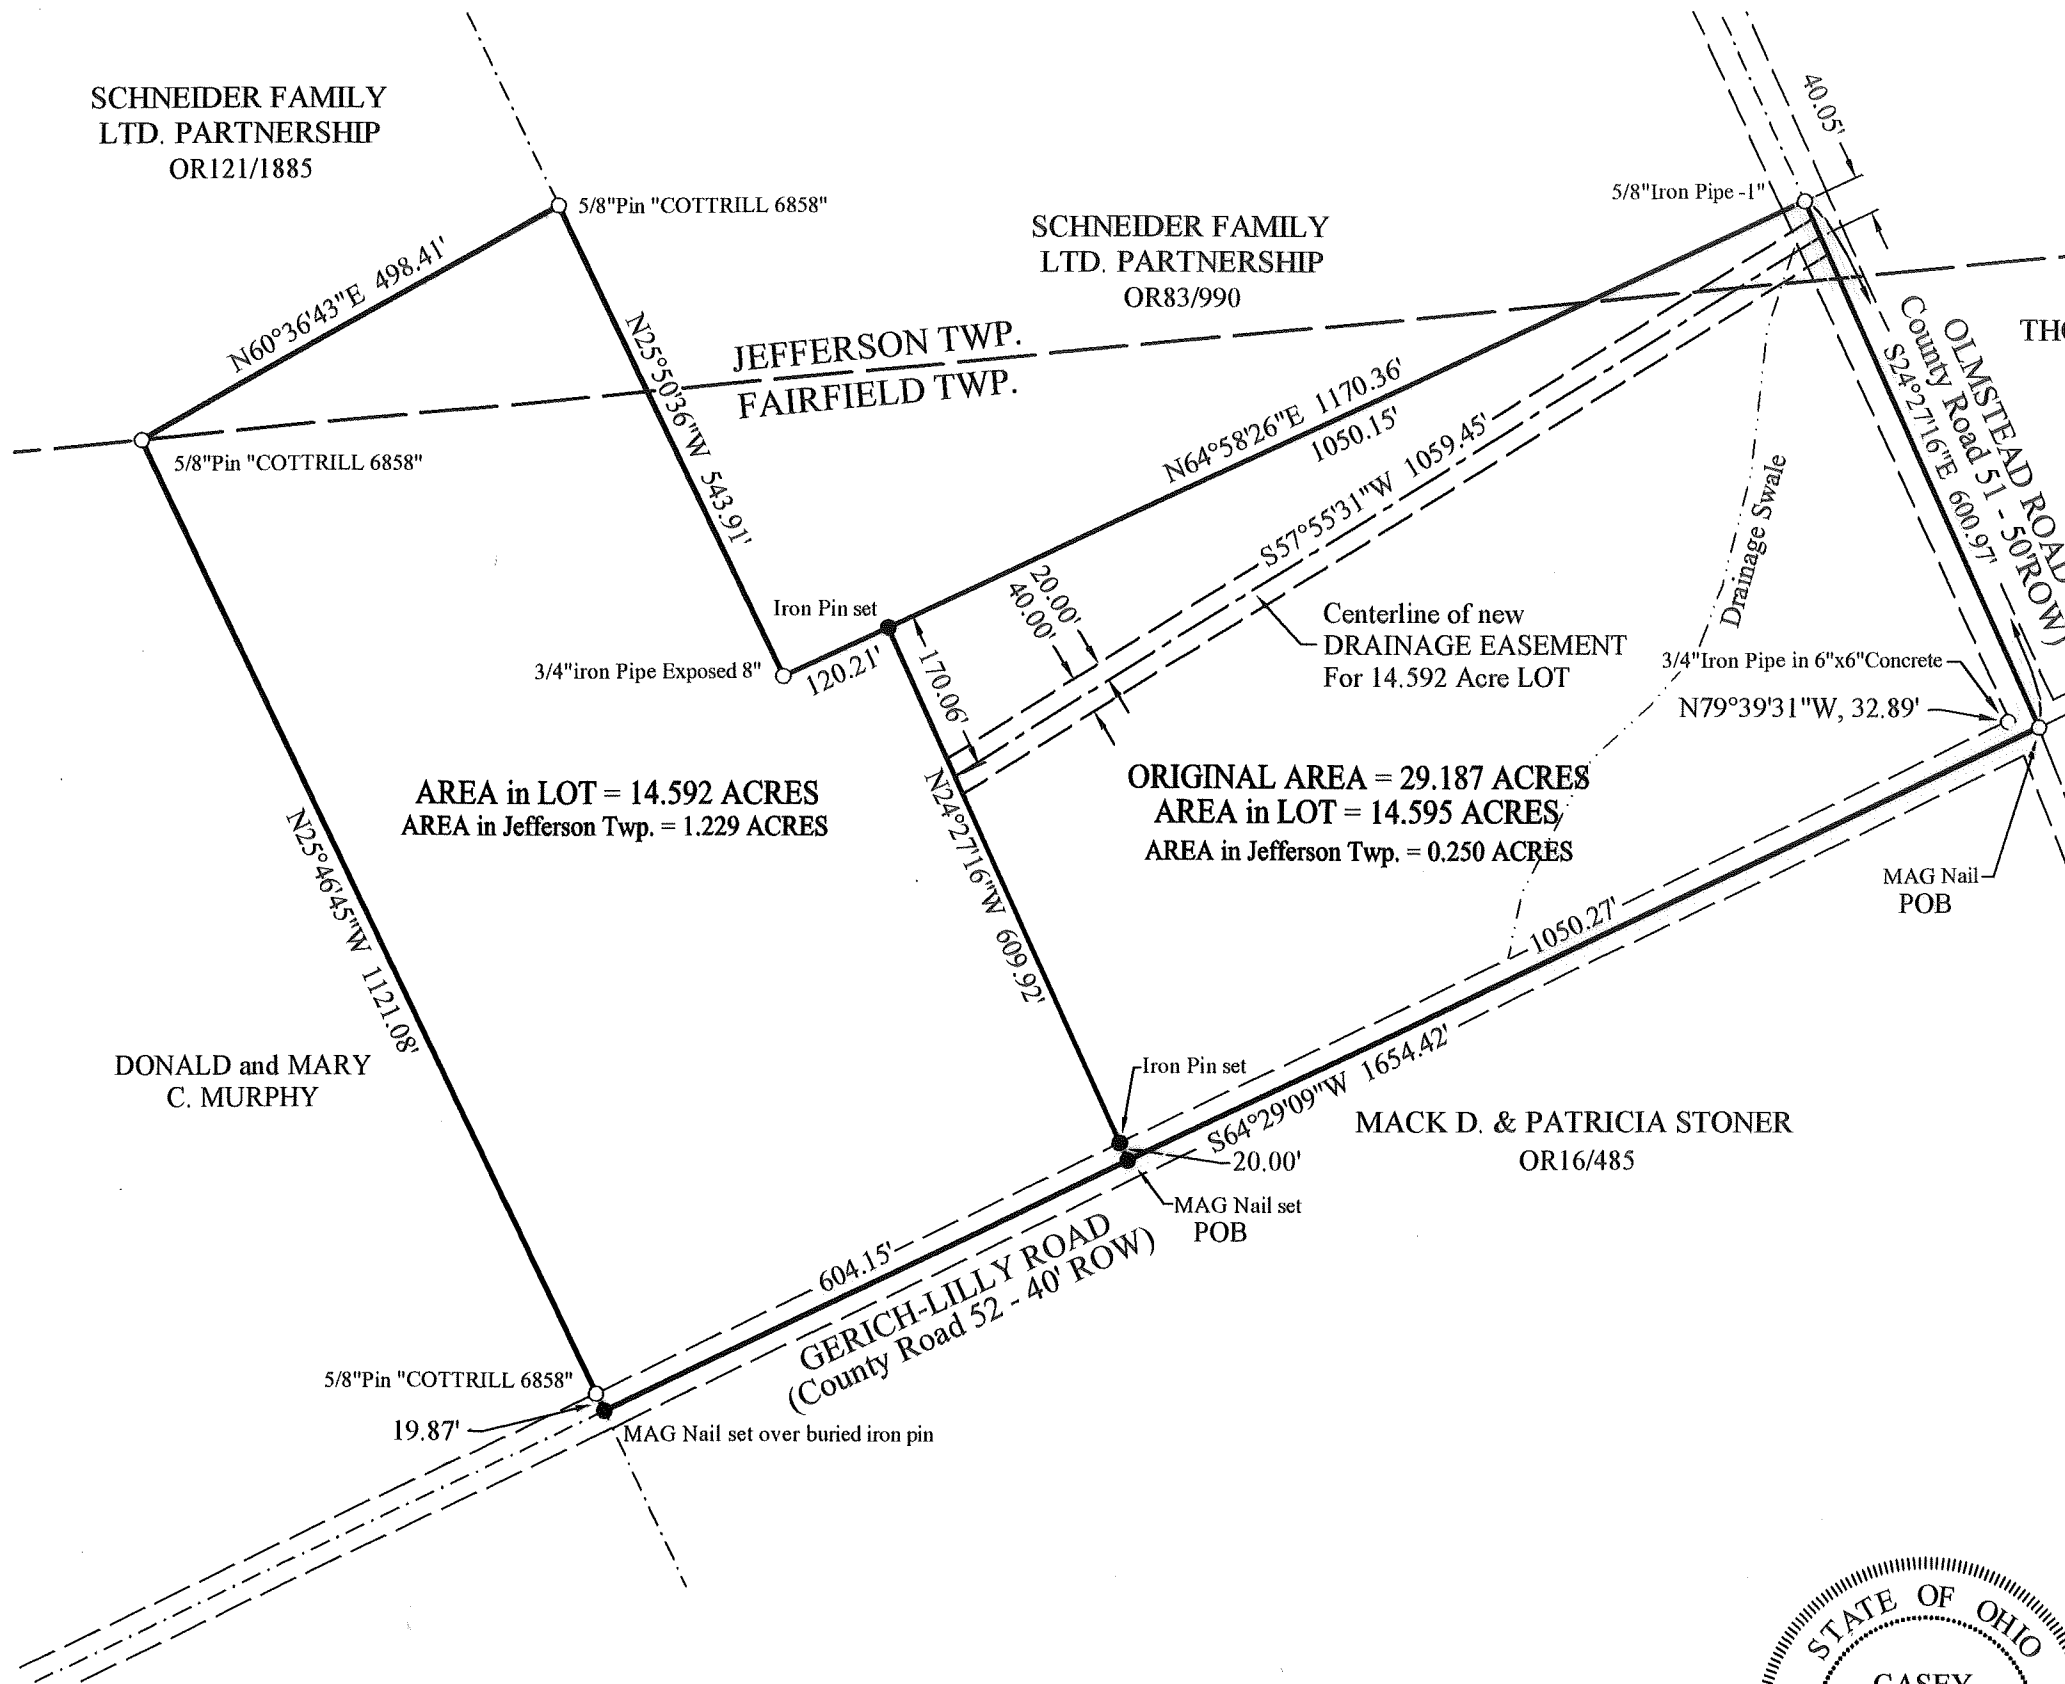 SCHNEIDER FAMILY
LTD. PARTNERSHIP
OR121/1885
5/8"Pin "COTTRILL 6858"
N60°36'43"E 498.41'
5/8"Pin "COTTRILL 6858"
N25°50'36"W 543.91'
SCHNEIDER FAMILY
LTD. PARTNERSHIP
OR83/990
JEFFERSON TWP.
FAIRFIELD TWP.
5/8"Iron Pipe -1"
40.05'
N64°58'26"E 1170.36'
1050.15'
S57°55'31"W 1059.45'
OLMSTEAD ROAD
County Road 51 - 50'ROW)
S24°27'16"E 600.97'
Drainage Swale
Iron Pin set
3/4"iron Pipe Exposed 8"
120.21'
170.06'
20.00'
40.00'
Centerline of new
DRAINAGE EASEMENT
For 14.592 Acre LOT
3/4"Iron Pipe in 6"x6"Concrete
N79°39'31"W, 32.89'
AREA in LOT = 14.592 ACRES
AREA in Jefferson Twp. = 1.229 ACRES
ORIGINAL AREA = 29.187 ACRES
AREA in LOT = 14.595 ACRES
AREA in Jefferson Twp. = 0.250 ACRES
MAG Nail
POB
N25°46'45"W 1121.08'
N24°27'16"W 609.92'
1050.27'
DONALD and MARY
C. MURPHY
Iron Pin set
S64°29'09"W 1654.42'
20.00'
MAG Nail set
POB
MACK D. & PATRICIA STONER
OR16/485
604.15'
GERICH-LILLY ROAD
(County Road 52 - 40' ROW)
5/8"Pin "COTTRILL 6858"
19.87'
MAG Nail set over buried iron pin
STATE OF OHIO
CASEY